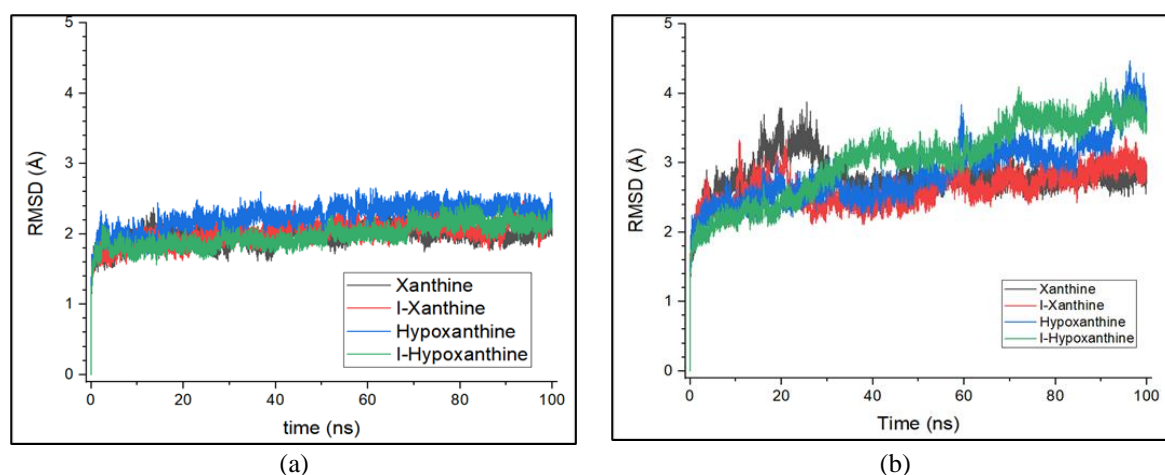 5
4
3
2
1
0
RMSD (Å)
0 20 40 60 80 100
time (ns)
Xanthine
I-Xanthine
Hypoxanthine
I-Hypoxanthine
(a)
5
4
3
2
1
0
RMSD (Å)
0 20 40 60 80 100
Time (ns)
Xanthine
I-Xanthine
Hypoxanthine
I-Hypoxanthine
(b)